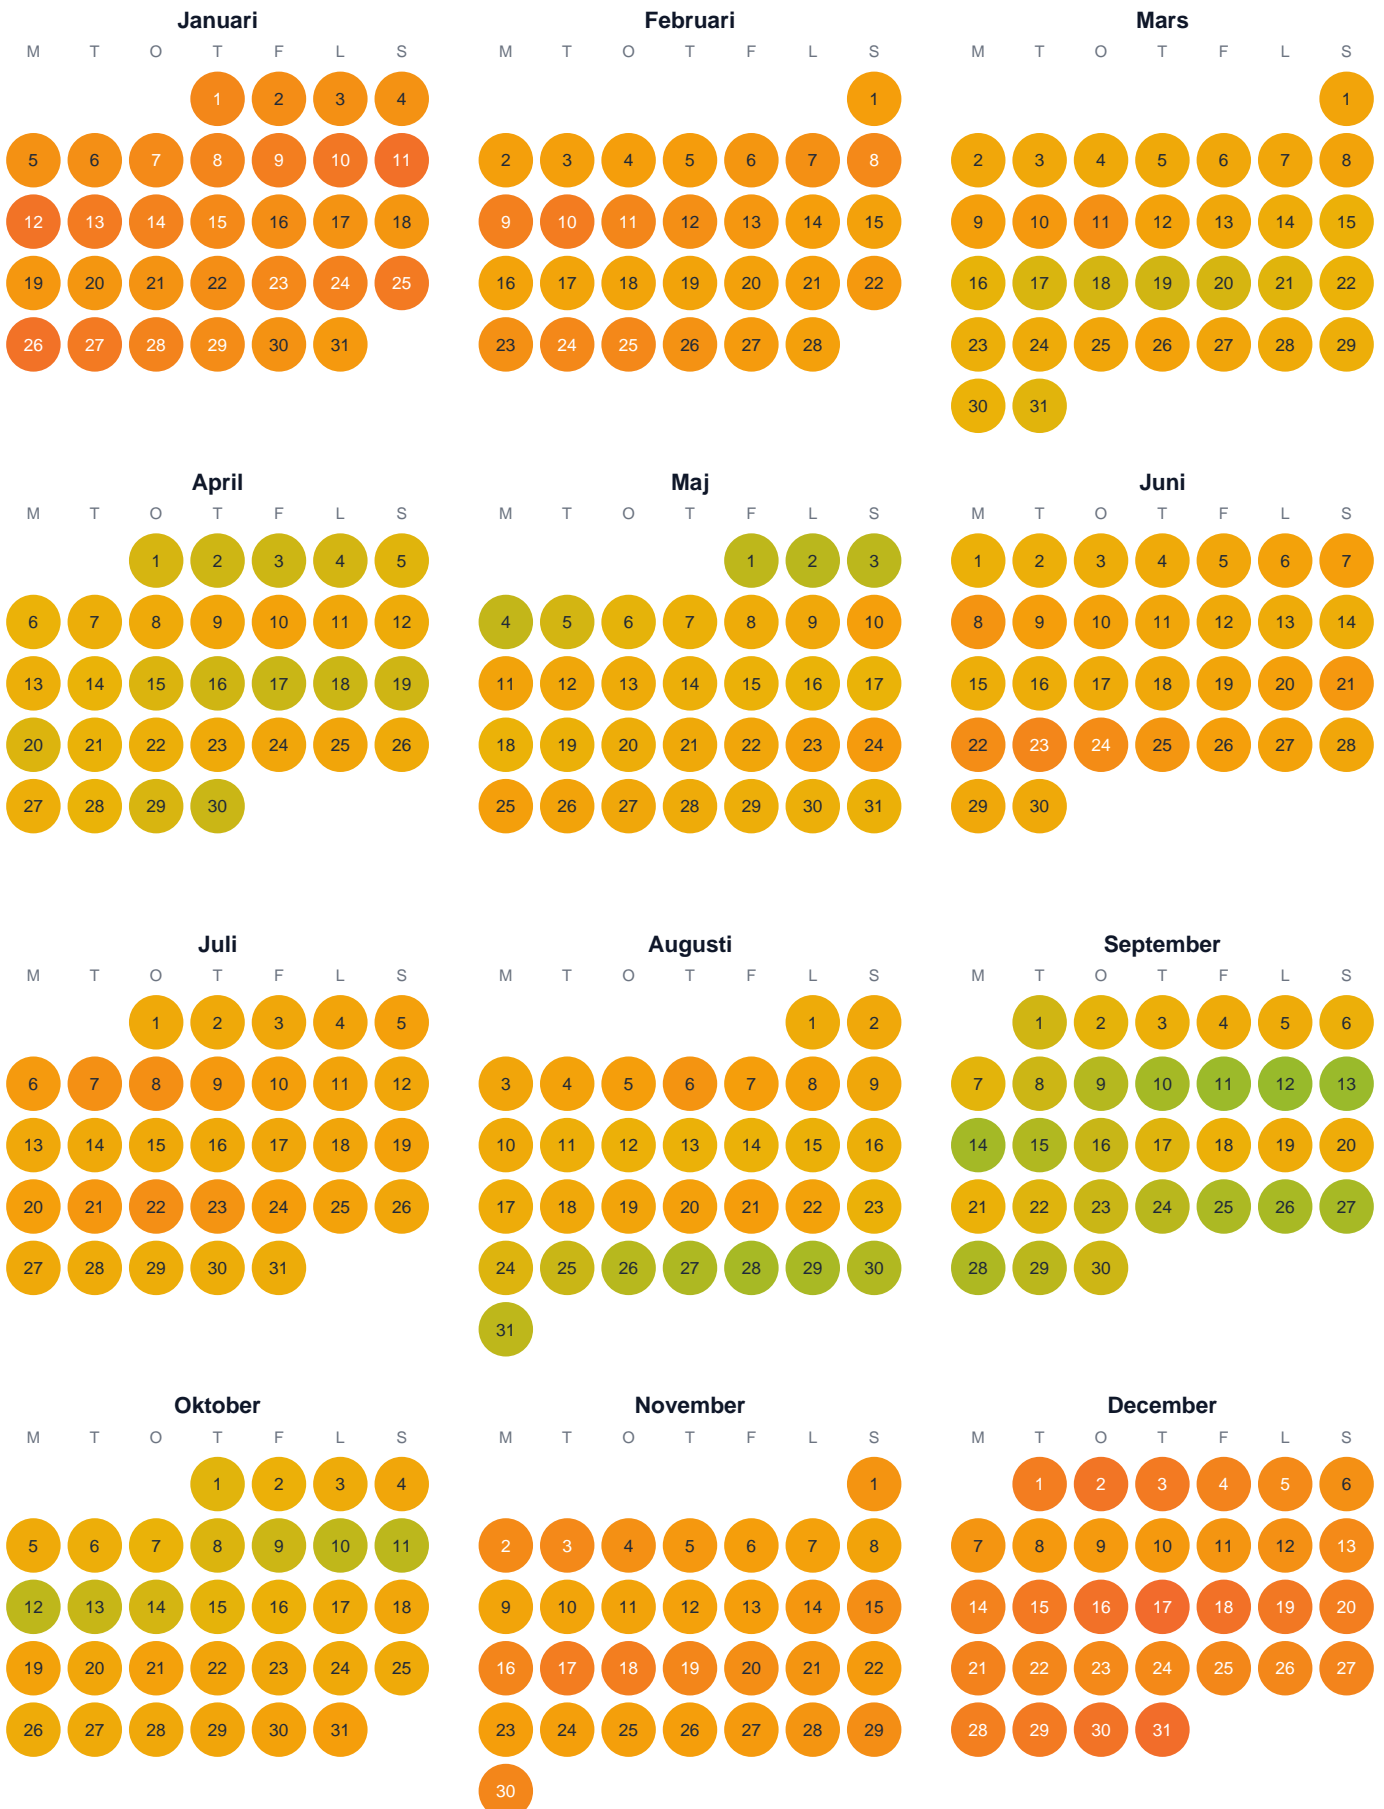 Januari
M T O T F L S
1 2 3 4
5 6 7 8 9 10 11
12 13 14 15 16 17 18
19 20 21 22 23 24 25
26 27 28 29 30 31
Februari
M T O T F L S
1
2 3 4 5 6 7 8
9 10 11 12 13 14 15
16 17 18 19 20 21 22
23 24 25 26 27 28
Mars
M T O T F L S
1
2 3 4 5 6 7 8
9 10 11 12 13 14 15
16 17 18 19 20 21 22
23 24 25 26 27 28 29
30 31
April
M T O T F L S
1 2 3 4 5
6 7 8 9 10 11 12
13 14 15 16 17 18 19
20 21 22 23 24 25 26
27 28 29 30
Maj
M T O T F L S
1 2 3
4 5 6 7 8 9 10
11 12 13 14 15 16 17
18 19 20 21 22 23 24
25 26 27 28 29 30 31
Juni
M T O T F L S
1 2 3 4 5 6 7
8 9 10 11 12 13 14
15 16 17 18 19 20 21
22 23 24 25 26 27 28
29 30
Juli
M T O T F L S
1 2 3 4 5
6 7 8 9 10 11 12
13 14 15 16 17 18 19
20 21 22 23 24 25 26
27 28 29 30 31
Augusti
M T O T F L S
1 2
3 4 5 6 7 8 9
10 11 12 13 14 15 16
17 18 19 20 21 22 23
24 25 26 27 28 29 30
31
September
M T O T F L S
1 2 3 4 5 6
7 8 9 10 11 12 13
14 15 16 17 18 19 20
21 22 23 24 25 26 27
28 29 30
Oktober
M T O T F L S
1 2 3 4
5 6 7 8 9 10 11
12 13 14 15 16 17 18
19 20 21 22 23 24 25
26 27 28 29 30 31
November
M T O T F L S
1
2 3 4 5 6 7 8
9 10 11 12 13 14 15
16 17 18 19 20 21 22
23 24 25 26 27 28 29
30
December
M T O T F L S
1 2 3 4 5 6
7 8 9 10 11 12 13
14 15 16 17 18 19 20
21 22 23 24 25 26 27
28 29 30 31